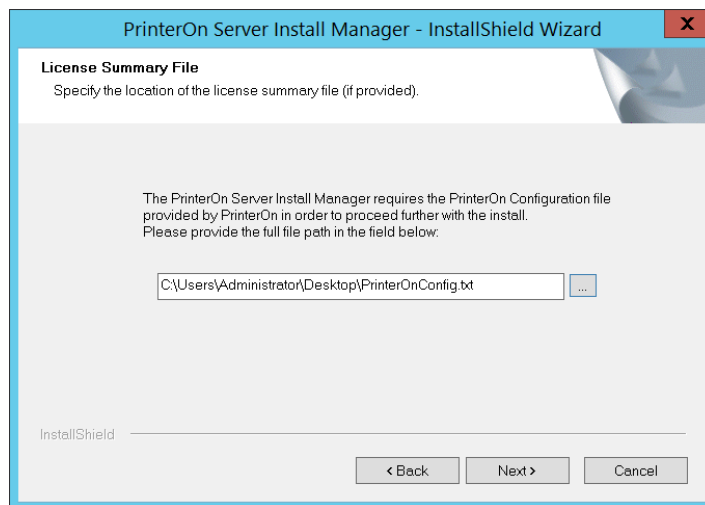 PrinterOn Server Install Manager - InstallShield Wizard
X
License Summary File
Specify the location of the license summary file (if provided).
The PrinterOn Server Install Manager requires the PrinterOn Configuration file
provided by PrinterOn in order to proceed further with the install.
Please provide the full file path in the field below:
C:\Users\Administrator\Desktop\PrinterOnConfig.txt
...
InstallShield
< Back
Next >
Cancel